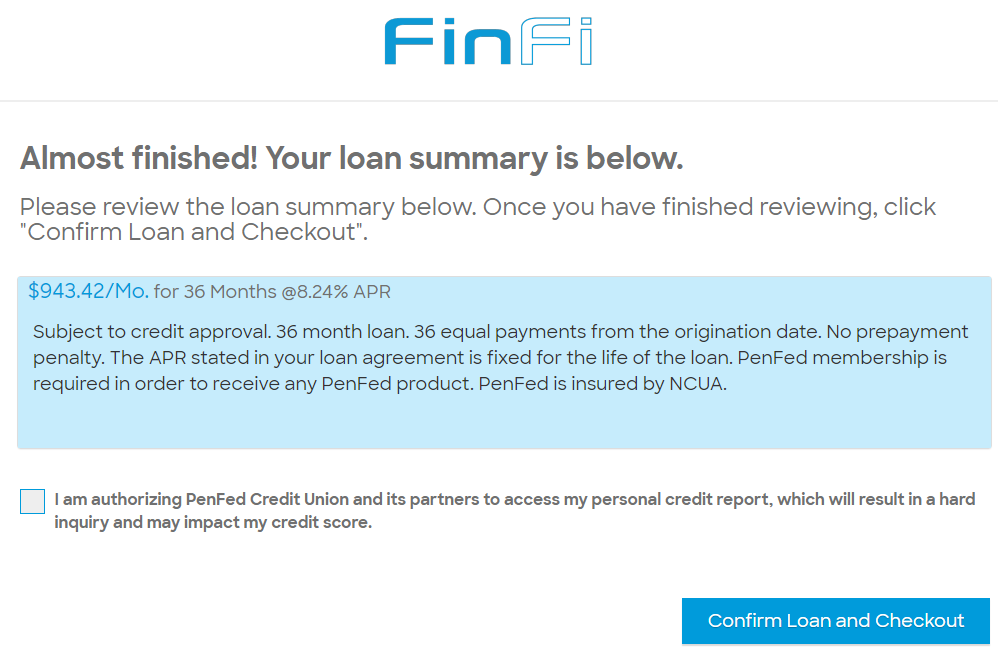 FinFi
Almost finished! Your loan summary is below.
Please review the loan summary below. Once you have finished reviewing, click
"Confirm Loan and Checkout".
$943.42/Mo. for 36 Months @8.24% APR
Subject to credit approval. 36 month loan. 36 equal payments from the origination date. No prepayment
penalty. The APR stated in your loan agreement is fixed for the life of the loan. PenFed membership is
required in order to receive any PenFed product. PenFed is insured by NCUA.
I am authorizing PenFed Credit Union and its partners to access my personal credit report, which will result in a hard
inquiry and may impact my credit score.
Confirm Loan and Checkout